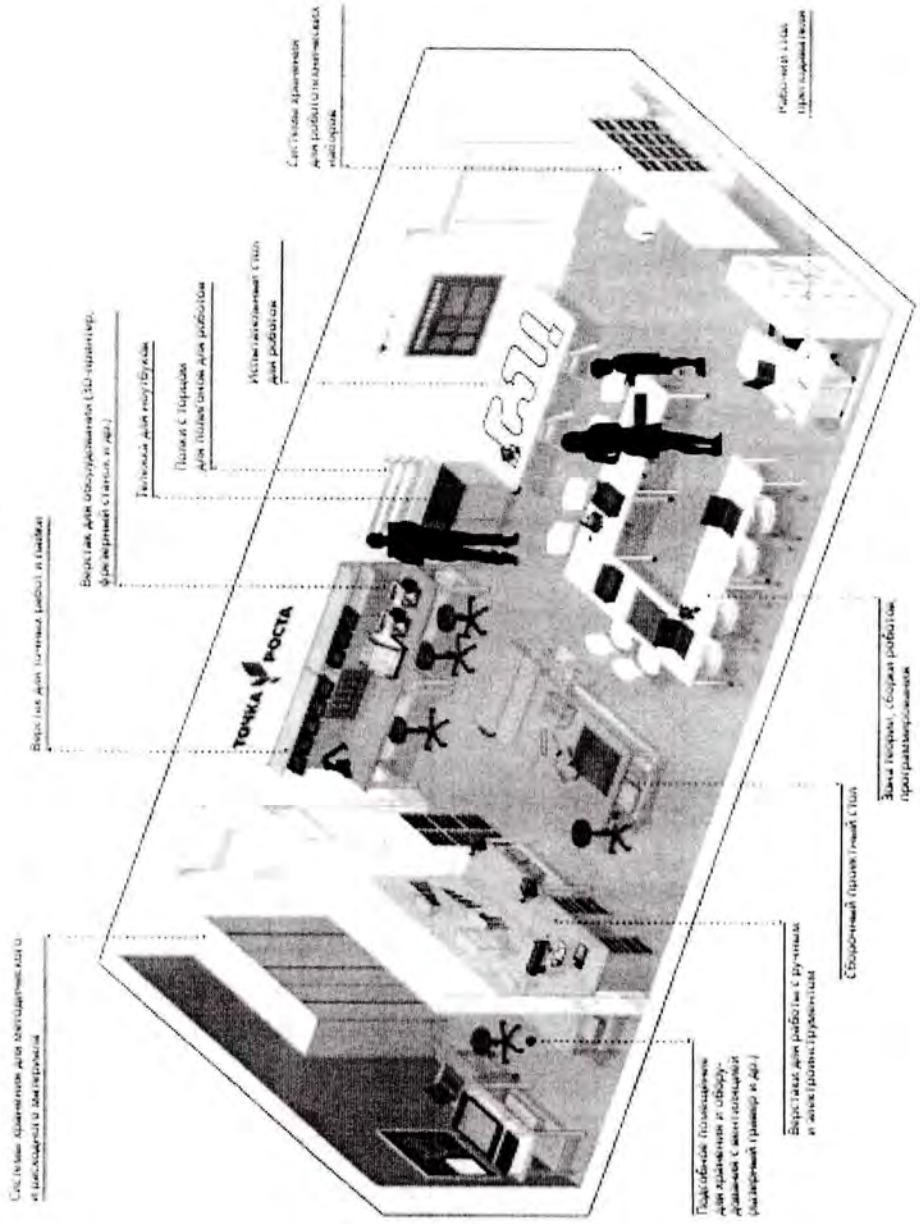 Системы хранения для методического
и расходного материала
Верстак для точных работ и пайки
Верстак для оборудования (3D-принтер,
фрезерный станок и др.)
Тележка для ноутбуков
Полки с торцом
для полигонов для роботов
Испытательный стол
для роботов
Системы хранения
для робототехнических
наборов
ТОЧКА РОСТА
Подсобное помещение
для хранения и обору-
дования с вентиляцией
(лазерный гравер и др.)
Верстаки для работы с ручным
и электроинструментом
Сборочный проектный стол
Зона теории, сборки роботов,
программирования
Рабочий стол
преподавателя